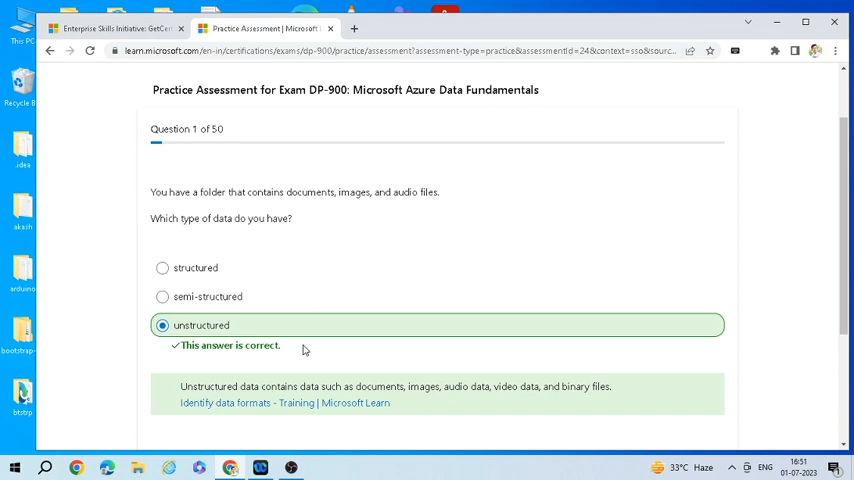 Enterprise Skills Initiative: GetCert
Practice Assessment | Microsoft
This PC
learn.microsoft.com/en-in/certifications/exams/dp-900/practice/assessment?assessment-type=practice&assessmentId=24&context=sso&sourc...
Recycle B
Practice Assessment for Exam DP-900: Microsoft Azure Data Fundamentals
Question 1 of 50
.idea
You have a folder that contains documents, images, and audio files.
Which type of data do you have?
akash
structured
semi-structured
arduino
unstructured
This answer is correct.
bootstrap-
Unstructured data contains data such as documents, images, audio data, video data, and binary files.
Identify data formats - Training | Microsoft Learn
btstrp
33°C Haze
ENG
16:51
01-07-2023